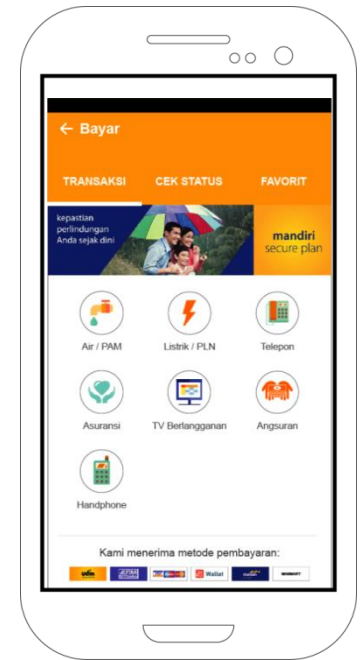 ← Bayar
TRANSAKSI CEK STATUS FAVORIT
kepastian
perlindungan
Anda sejak dini
mandiri
secure plan
Air / PAM Listrik / PLN Telepon
Asuransi TV Berlangganan Angsuran
Handphone
Kami menerima metode pembayaran:
udin Wallet